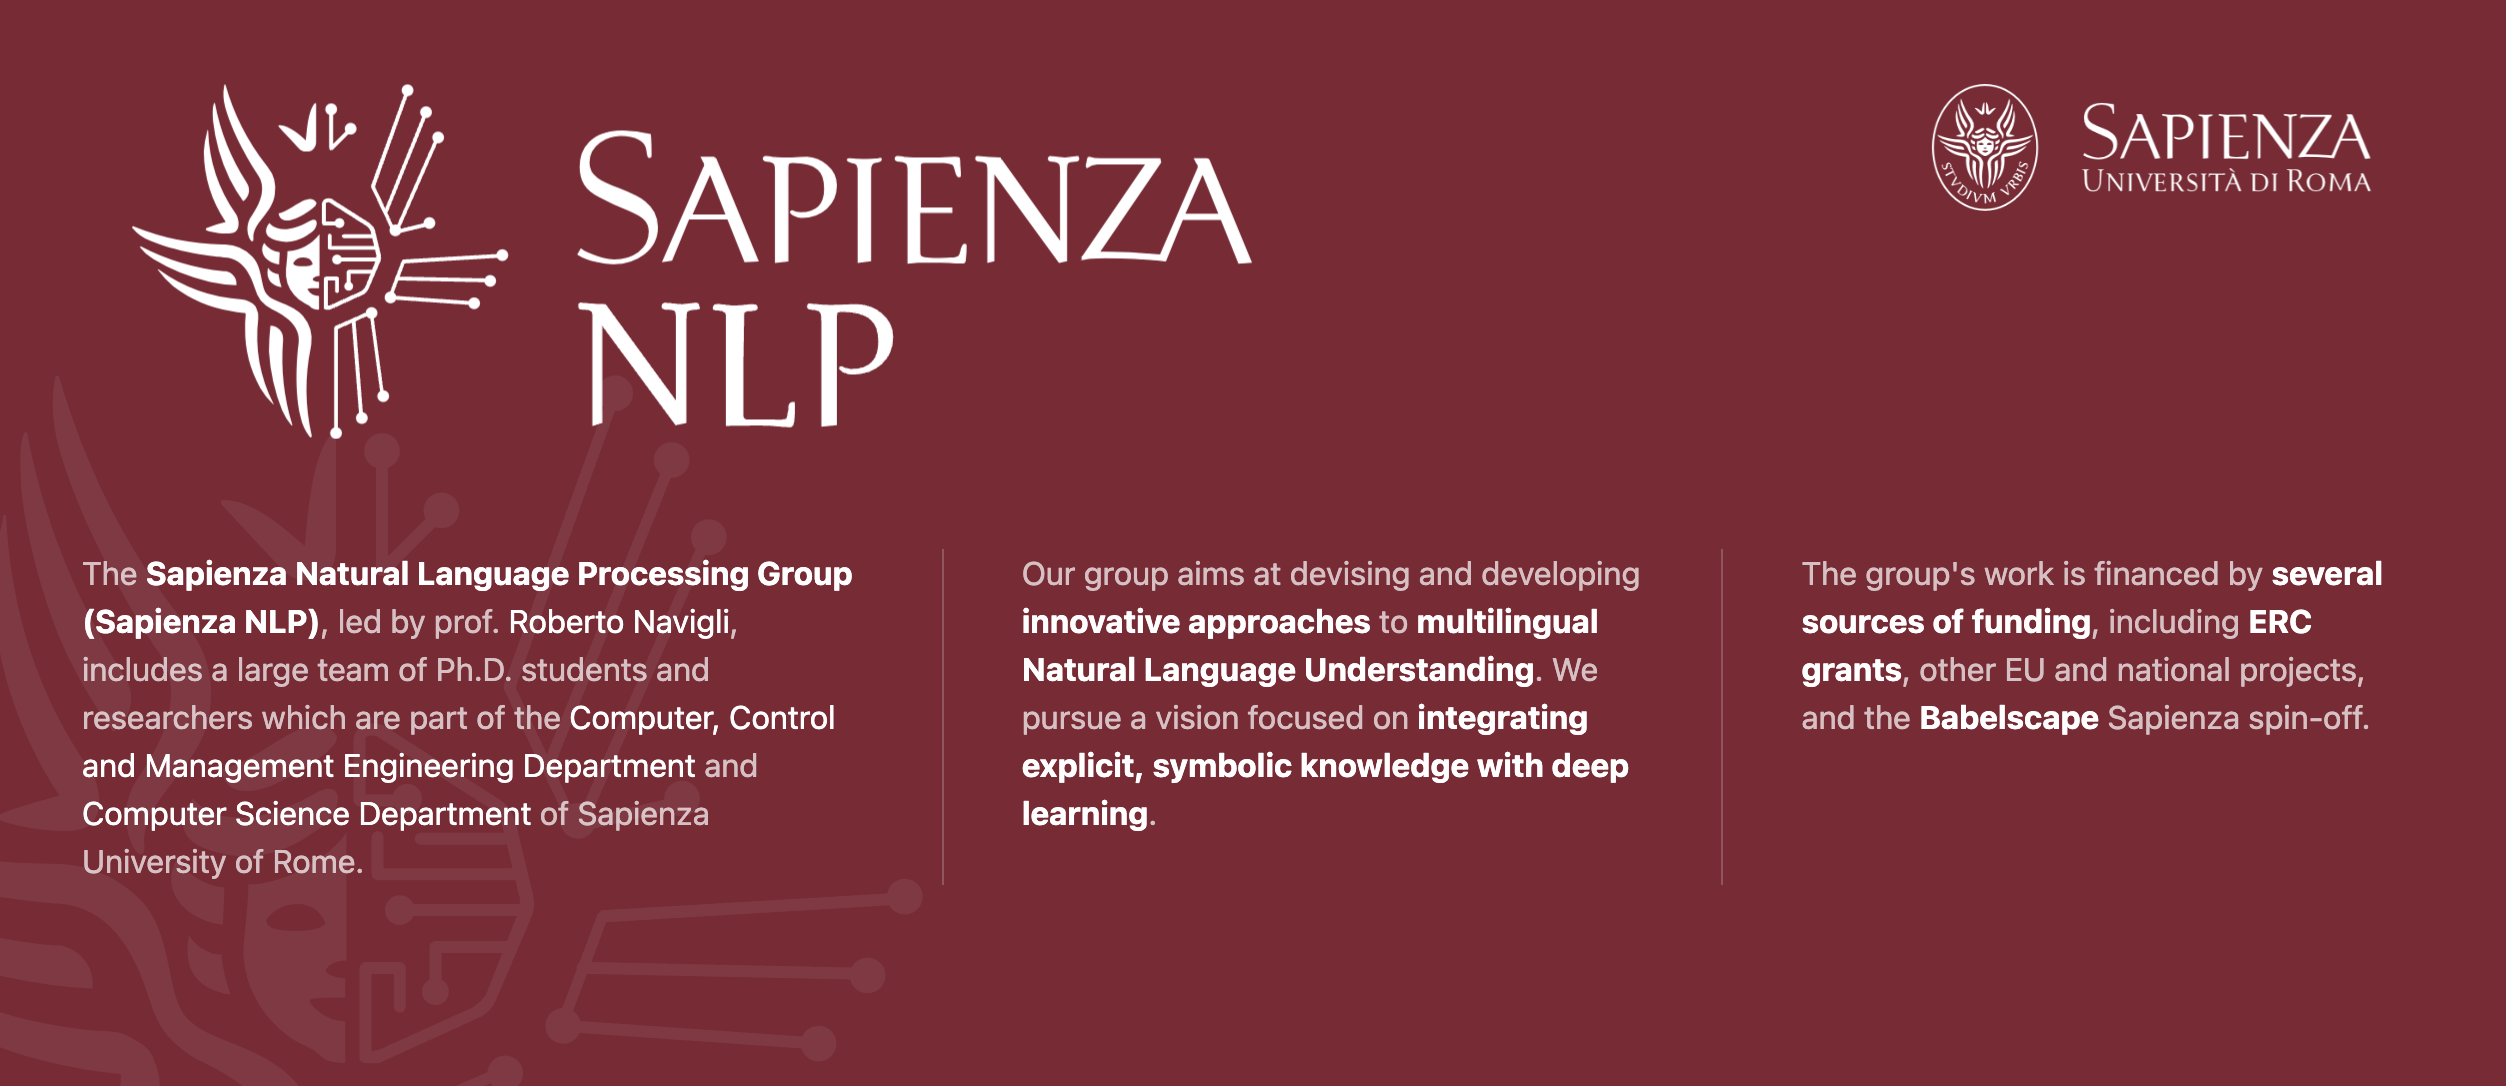 SAPIENZA
NLP
SAPIENZA
UNIVERSITÀ DI ROMA
STVDIVM VRBIS
The Sapienza Natural Language Processing Group
(Sapienza NLP), led by prof. Roberto Navigli,
includes a large team of Ph.D. students and
researchers which are part of the Computer, Control
and Management Engineering Department and
Computer Science Department of Sapienza
University of Rome.
Our group aims at devising and developing
innovative approaches to multilingual
Natural Language Understanding. We
pursue a vision focused on integrating
explicit, symbolic knowledge with deep
learning.
The group's work is financed by several
sources of funding, including ERC
grants, other EU and national projects,
and the Babelscape Sapienza spin-off.